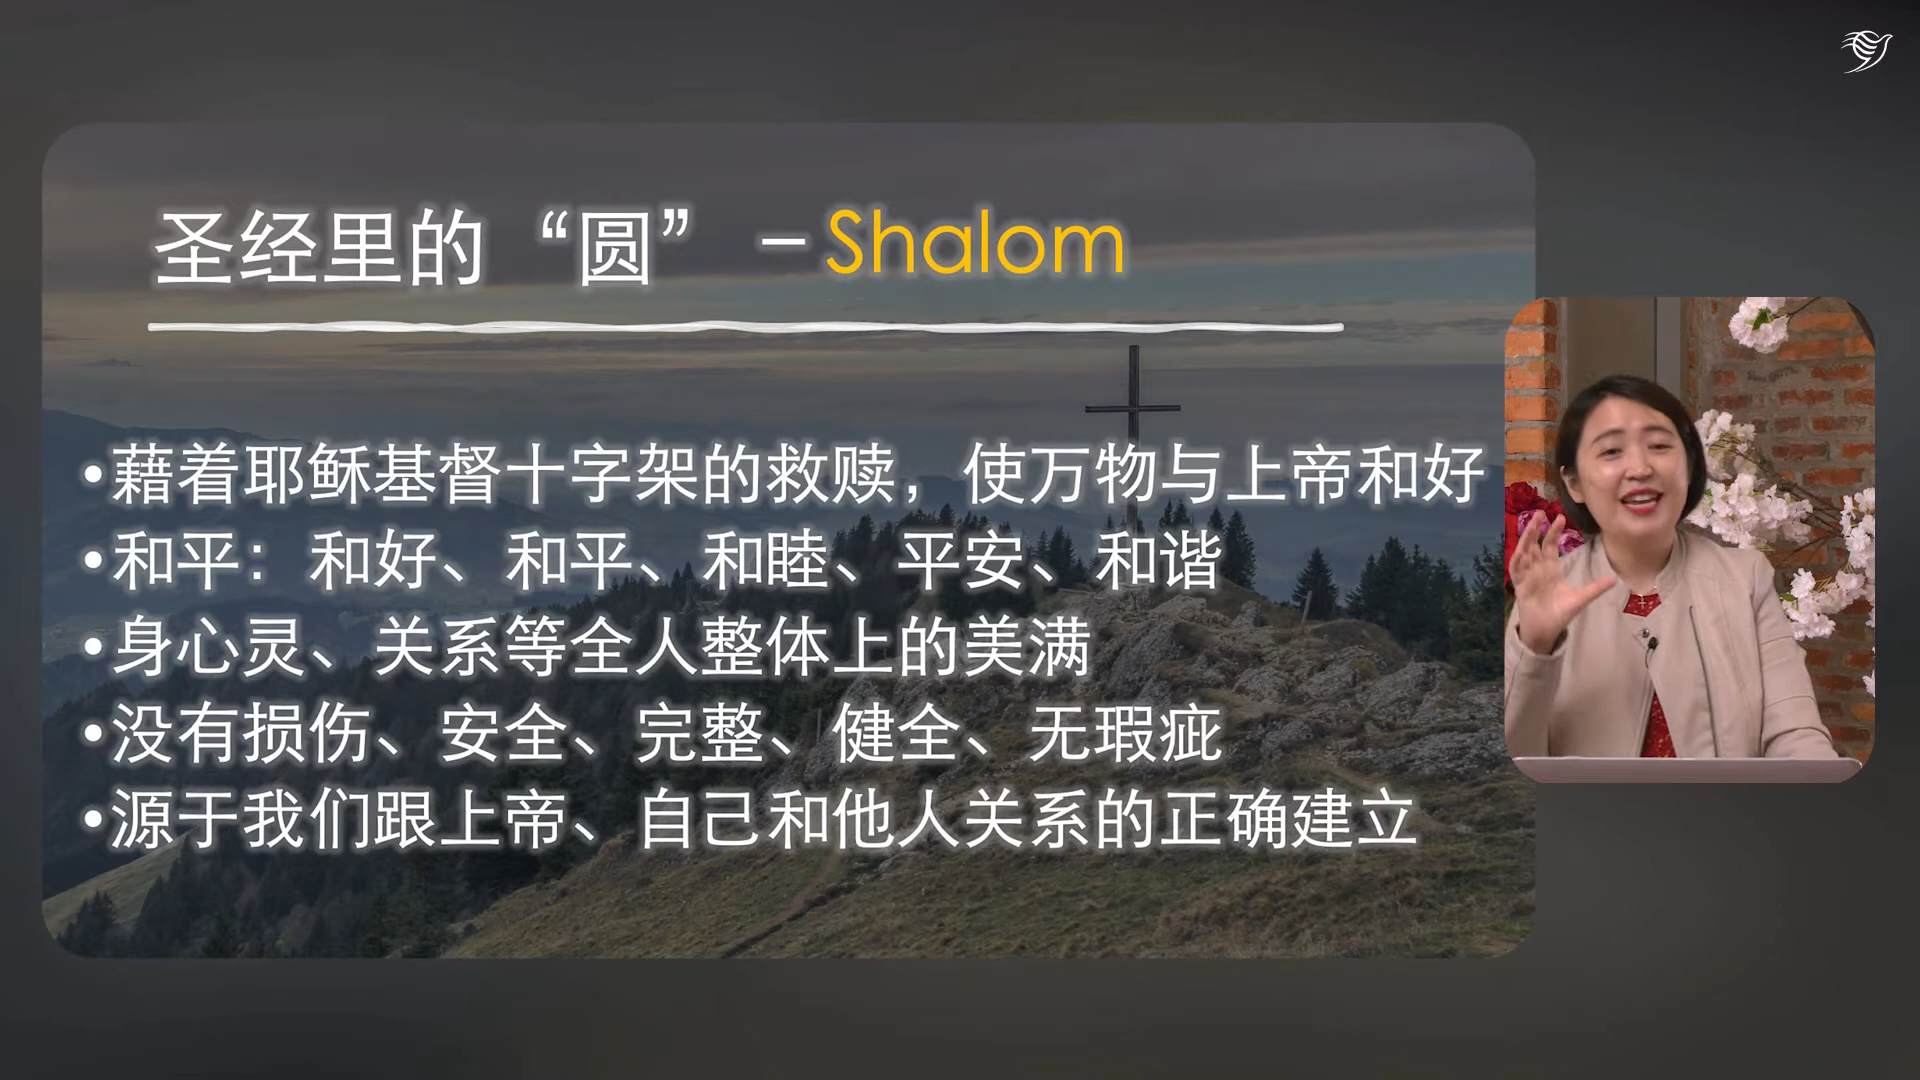 圣经里的“圆” –Shalom
•藉着耶稣基督十字架的救赎，使万物与上帝和好
•和平：和好、和平、和睦、平安、和谐
•身心灵、关系等全人整体上的美满
•没有损伤、安全、完整、健全、无瑕疵
•源于我们跟上帝、自己和他人关系的正确建立